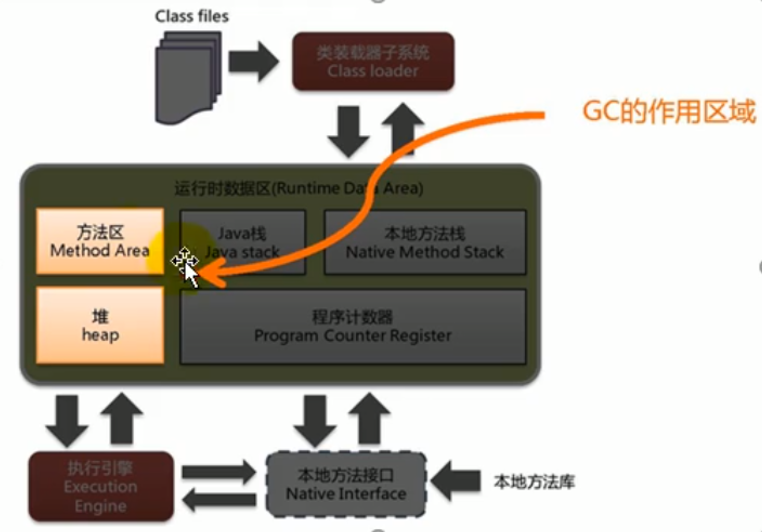 Class files
类装载器子系统
Class loader
GC的作用区域
运行时数据区(Runtime Data Area)
方法区
Method Area
Java栈
Java stack
本地方法栈
Native Method Stack
堆
heap
程序计数器
Program Counter Register
执行引擎
Execution
Engine
本地方法接口
Native Interface
本地方法库